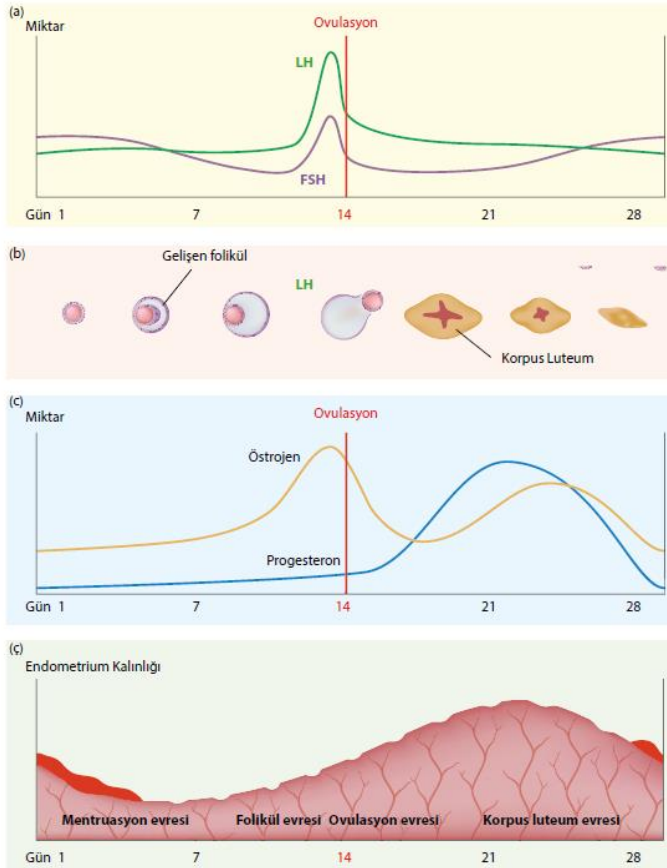 (a)
Miktar
Ovulasyon
LH
FSH
Gün 1 7 14 21 28
(b)
Gelişen folikül
LH
Korpus Luteum
(c)
Miktar
Ovulasyon
Östrojen
Progesteron
Gün 1 7 14 21 28
(ç)
Endometrium Kalınlığı
Mentruasyon evresi Folikül evresi Ovulasyon evresi Korpus luteum evresi
Gün 1 7 14 21 28